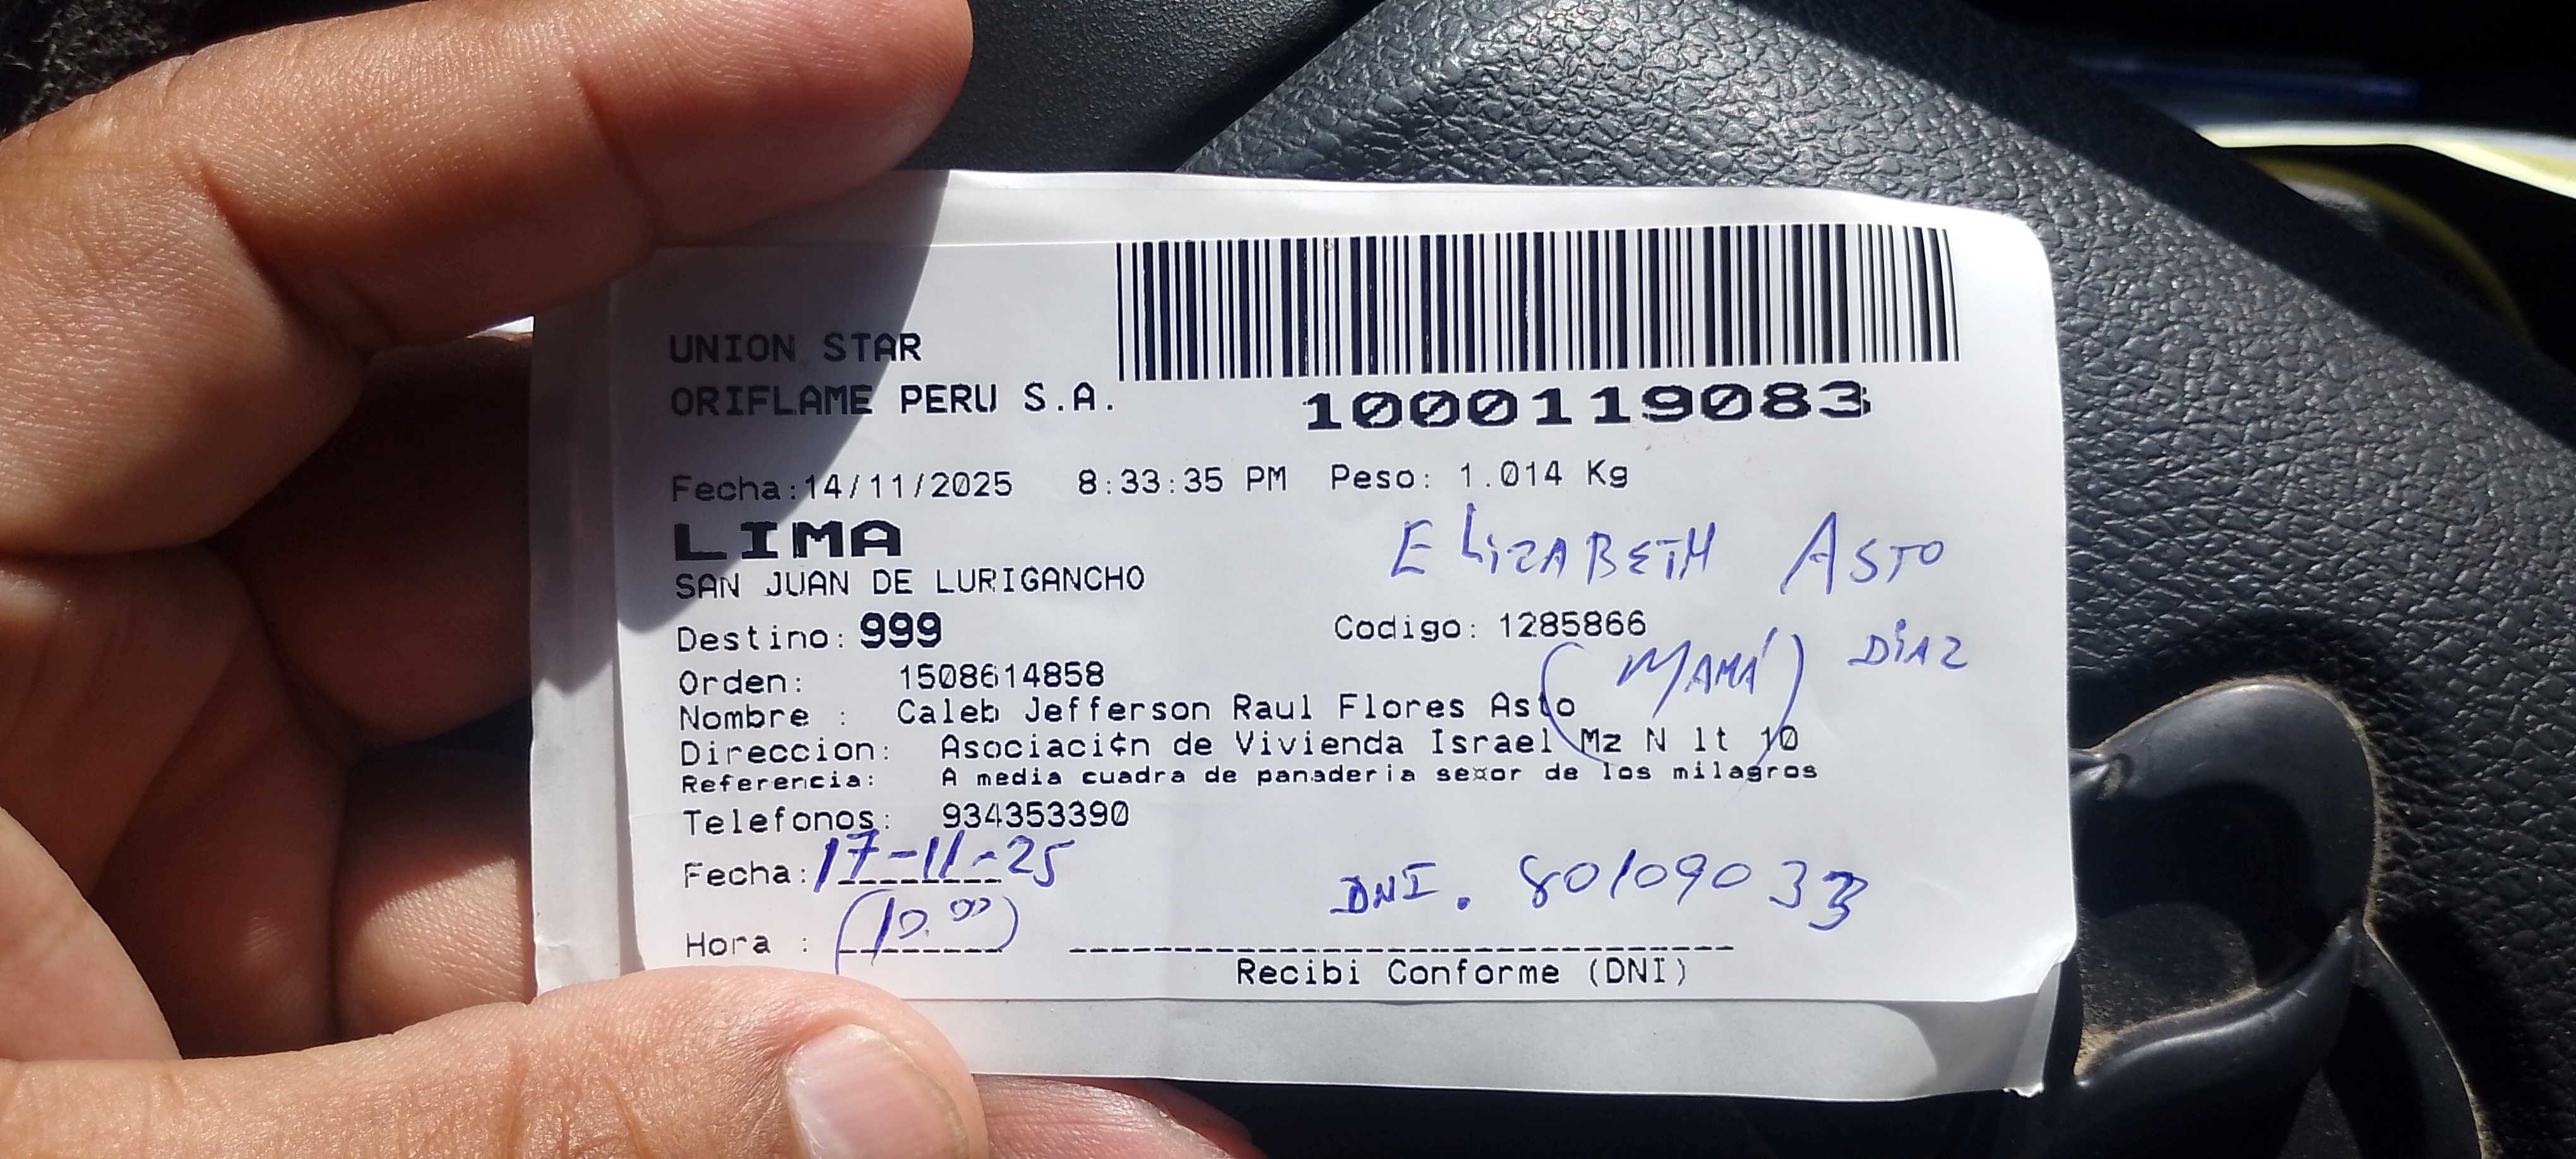 UNION STAR
ORIFLAME PERU S.A.
1000119083
Fecha:14/11/2025 8:33:35 PM Peso: 1.014 Kg
LIMA
ELIZABETH ASTO
SAN JUAN DE LURIGANCHO
Destino: 999 Codigo: 1285866
(MAMÁ) DÍAZ
Orden: 1508614858
Nombre : Caleb Jefferson Raul Flores Asto
Direccion: Asociaci¢n de Vivienda Israel Mz N lt 10
Referencia: A media cuadra de panaderia se¤or de los milagros
Telefonos: 934353390
Fecha: 17-11-25
DNI. 80109033
Hora : (10.00)
Recibi Conforme (DNI)